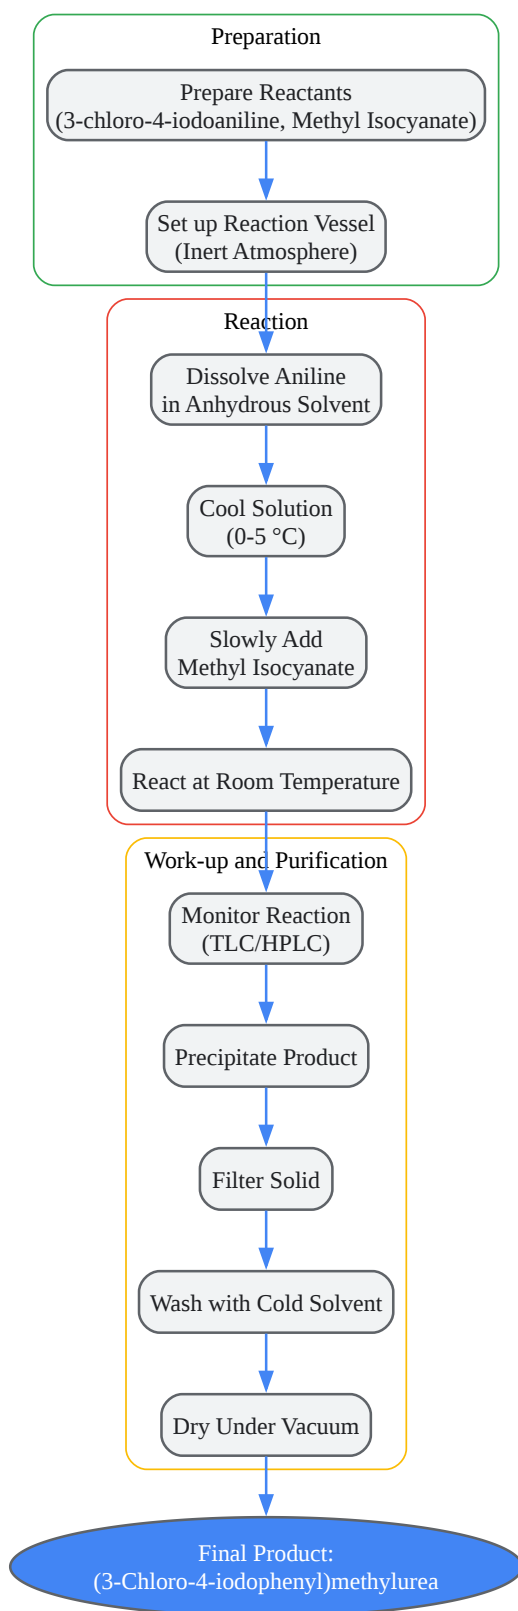 Preparation
Prepare Reactants
(3-chloro-4-iodoaniline, Methyl Isocyanate)
Set up Reaction Vessel
(Inert Atmosphere)
Reaction
Dissolve Aniline
in Anhydrous Solvent
Cool Solution
(0-5 °C)
Slowly Add
Methyl Isocyanate
React at Room Temperature
Work-up and Purification
Monitor Reaction
(TLC/HPLC)
Precipitate Product
Filter Solid
Wash with Cold Solvent
Dry Under Vacuum
Final Product:
(3-Chloro-4-iodophenyl)methylurea